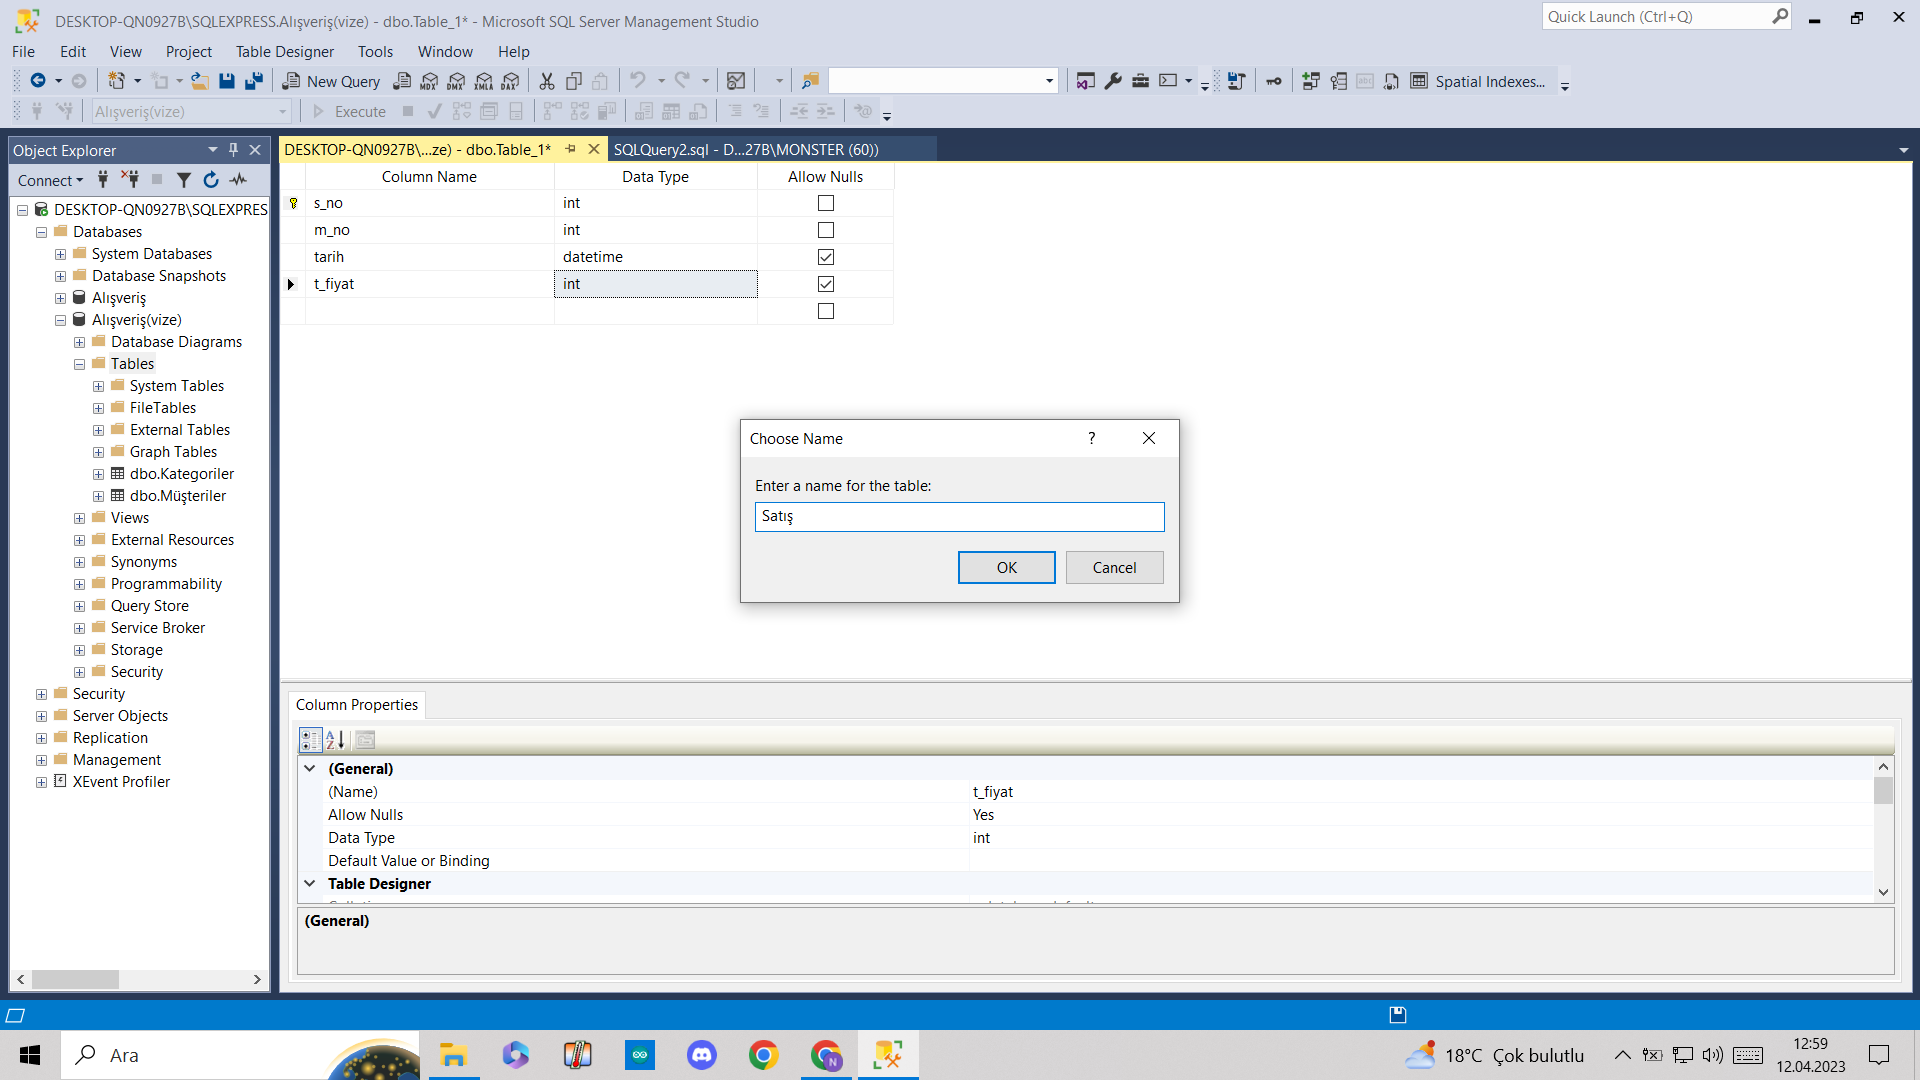 DESKTOP-QN0927B\SQLEXPRESS.Alışveriş(vize) - dbo.Table_1* - Microsoft SQL Server Management Studio
Quick Launch (Ctrl+Q)
File Edit View Project Table Designer Tools Window Help
New Query MDX DMX XMLA DAX Spatial Indexes...
Alışveriş(vize) Execute
Object Explorer
Connect
DESKTOP-QN0927B\SQLEXPRES
Databases
System Databases
Database Snapshots
Alışveriş
Alışveriş(vize)
Database Diagrams
Tables
System Tables
FileTables
External Tables
Graph Tables
dbo.Kategoriler
dbo.Müşteriler
Views
External Resources
Synonyms
Programmability
Query Store
Service Broker
Storage
Security
Security
Server Objects
Replication
Management
XEvent Profiler
DESKTOP-QN0927B\...ze) - dbo.Table_1* SQLQuery2.sql - D...27B\MONSTER (60))
Column Name Data Type Allow Nulls
s_no int
m_no int
tarih datetime
t_fiyat int
Choose Name ?
Enter a name for the table:
Satış
OK Cancel
Column Properties
(General)
(Name) t_fiyat
Allow Nulls Yes
Data Type int
Default Value or Binding
Table Designer
(General)
Ara
18°C Çok bulutlu
12:59
12.04.2023